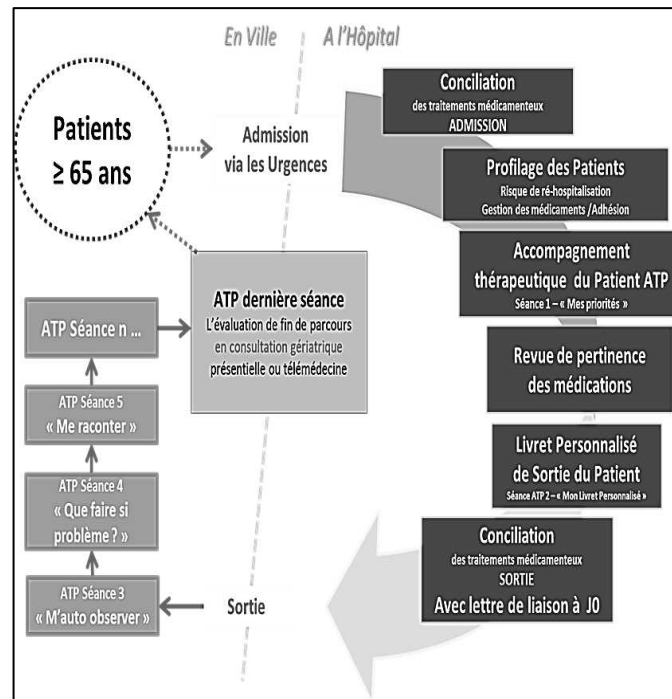 En Ville
A l'Hôpital
Patients
≥ 65 ans
Admission
via les Urgences
Conciliation
des traitements médicamenteux
ADMISSION
Profilage des Patients
Risque de ré-hospitalisation
Gestion des médicaments /Adhésion
Accompagnement
thérapeutique du Patient ATP
Séance 1 – « Mes priorités »
Revue de pertinence
des médications
Livret Personnalisé
de Sortie du Patient
Séance ATP 2 – « Mon Livret Personnalisé »
Conciliation
des traitements médicamenteux
SORTIE
Avec lettre de liaison à J0
Sortie
ATP Séance 3
« M'auto observer »
ATP Séance 4
« Que faire si
problème ? »
ATP Séance 5
« Me raconter »
ATP Séance n ...
ATP dernière séance
L'évaluation de fin de parcours
en consultation gériatrique
présentielle ou télémédecine